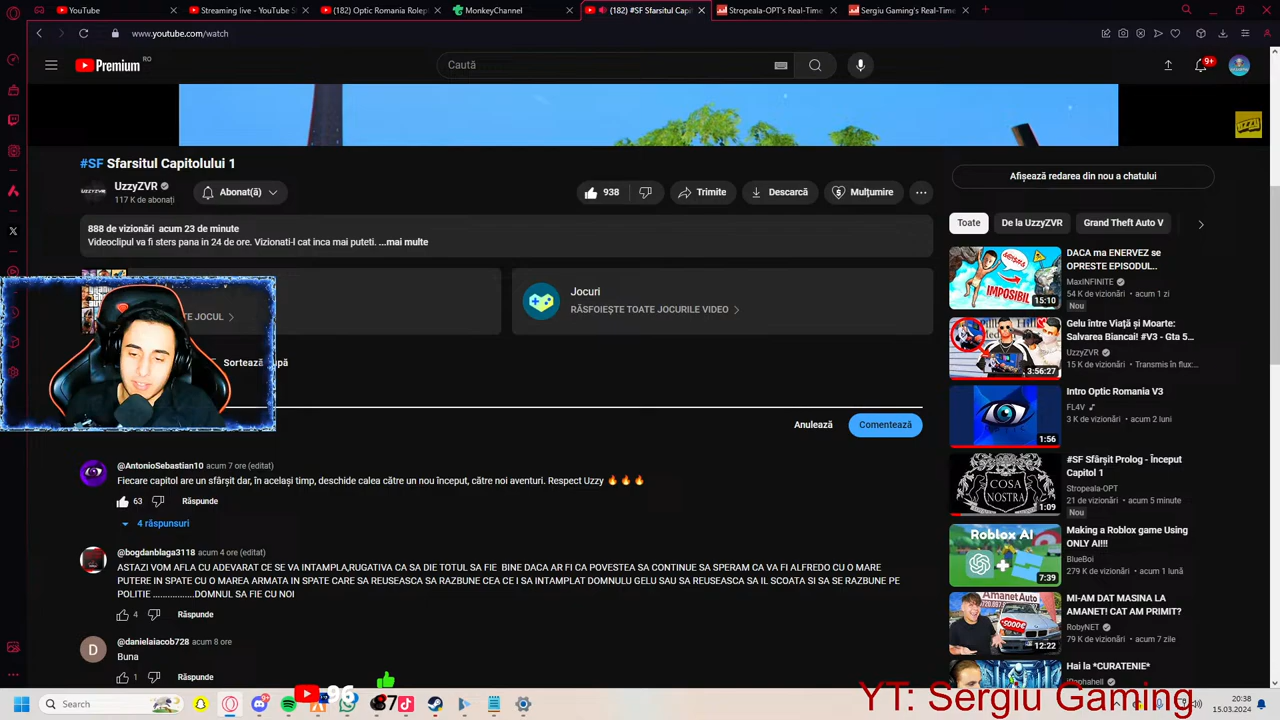 YouTube
Streaming live - YouTube S
(182) Optic Romania Rolepl
MonkeyChannel
(182) #SF Sfarsitul Capi
Stropeala-OPT's Real-Time
Sergiu Gaming's Real-Time
www.youtube.com/watch
Premium RO
Caută
9+
#SF Sfarsitul Capitolului 1
UzzyZVR
117 K de abonați
Abonat(ă)
938
Trimite
Descarcă
Mulțumire
888 de vizionări acum 23 de minute
Videoclipul va fi sters pana in 24 de ore. Vizionati-l cat inca mai puteti. ...mai multe
TE JOCUL
Jocuri
RĂSFOIEȘTE TOATE JOCURILE VIDEO
Sortează
upă
Anulează
Comentează
@AntonioSebastian10 acum 7 ore (editat)
Fiecare capitol are un sfârșit dar, în același timp, deschide calea către un nou început, către noi aventuri. Respect Uzzy 🔥🔥🔥
63
Răspunde
4 răspunsuri
@bogdanblaga3118 acum 4 ore (editat)
ASTAZI VOM AFLA CU ADEVARAT CE SE VA INTAMPLA,RUGATIVA CA SA DIE TOTUL SA FIE BINE DACA AR FI CA POVESTEA SA CONTINUE SA SPERAM CA VA FI ALFREDO CU O MARE
PUTERE IN SPATE CU O MAREA ARMATA IN SPATE CARE SA REUSEASCA SA RAZBUNE CEA CE I SA INTAMPLAT DOMNULU GELU SAU SA REUSEASCA SA IL SCOATA SI SA SE RAZBUNE PE
POLITIE .................DOMNUL SA FIE CU NOI
4
Răspunde
D
@danielaiacob728 acum 8 ore
Buna
1
Răspunde
Afișează redarea din nou a chatului
Toate
De la UzzyZVR
Grand Theft Auto V
IMPOSIBIL
15:10
DACA ma ENERVEZ se
OPRESTE EPISODUL..
MaxINFINITE
54 K de vizionări • acum 1 zi
Nou
3:56:27
Gelu între Viață și Moarte:
Salvarea Biancai! #V3 - Gta 5...
UzzyZVR
15 K de vizionări • Transmis în flux:...
1:56
Intro Optic Romania V3
FL4V
3 K de vizionări • acum 2 luni
COSA
NOSTRA
1:09
#SF Sfârșit Prolog - Început
Capitol 1
Stropeala-OPT
21 de vizionări • acum 5 minute
Nou
Roblox AI
7:39
Making a Roblox game Using
ONLY AI!!!
BlueBoi
279 K de vizionări • acum 1 lună
Amanet Auto
12:22
MI-AM DAT MASINA LA
AMANET! CAT AM PRIMIT?
RobyNET
79 K de vizionări • acum 7 zile
Hai la *CURATENIE*
YT: Sergiu Gaming
Search
96
7
20:38
15.03.2024